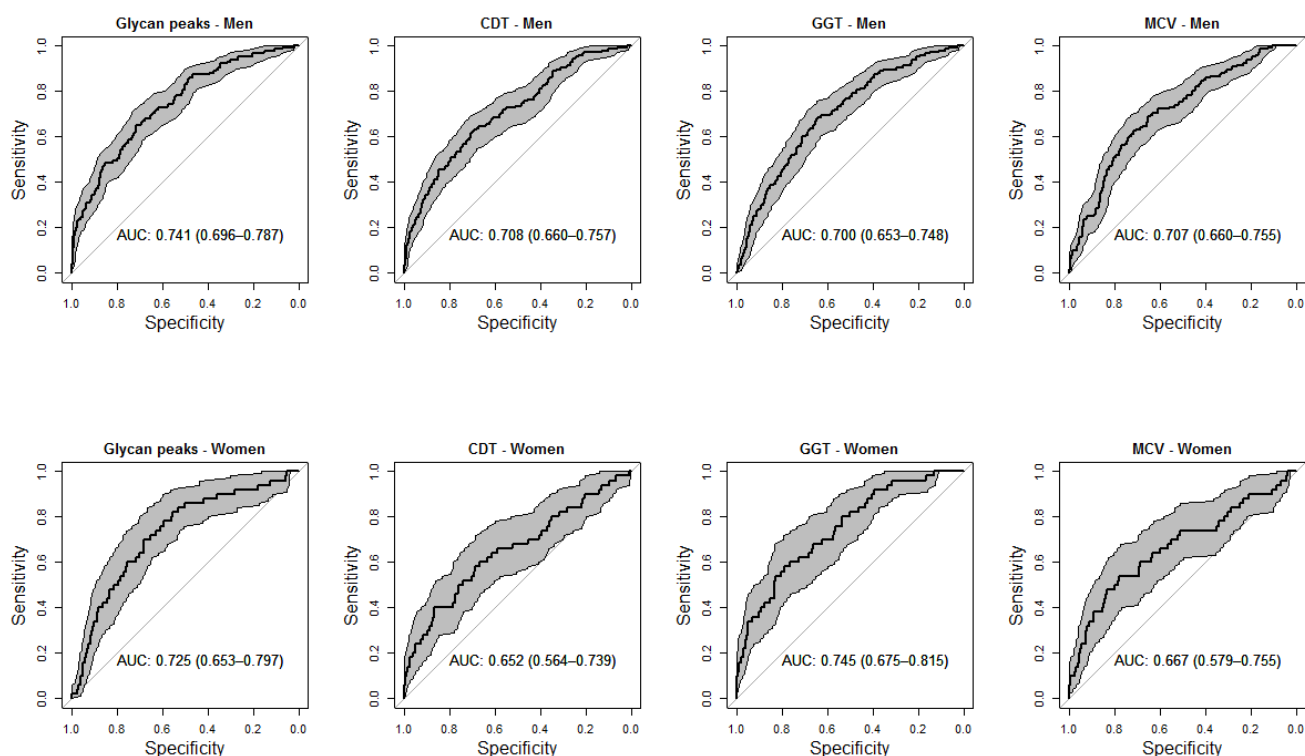 Glycan peaks - Men
1.0
0.8
0.6
0.4
0.2
0.0
Sensitivity
AUC: 0.741 (0.696–0.787)
1.0 0.8 0.6 0.4 0.2 0.0
Specificity
CDT - Men
1.0
0.8
0.6
0.4
0.2
0.0
Sensitivity
AUC: 0.708 (0.660–0.757)
1.0 0.8 0.6 0.4 0.2 0.0
Specificity
GGT - Men
1.0
0.8
0.6
0.4
0.2
0.0
Sensitivity
AUC: 0.700 (0.653–0.748)
1.0 0.8 0.6 0.4 0.2 0.0
Specificity
MCV - Men
1.0
0.8
0.6
0.4
0.2
0.0
Sensitivity
AUC: 0.707 (0.660–0.755)
1.0 0.8 0.6 0.4 0.2 0.0
Specificity
Glycan peaks - Women
1.0
0.8
0.6
0.4
0.2
0.0
Sensitivity
AUC: 0.725 (0.653–0.797)
1.0 0.8 0.6 0.4 0.2 0.0
Specificity
CDT - Women
1.0
0.8
0.6
0.4
0.2
0.0
Sensitivity
AUC: 0.652 (0.564–0.739)
1.0 0.8 0.6 0.4 0.2 0.0
Specificity
GGT - Women
1.0
0.8
0.6
0.4
0.2
0.0
Sensitivity
AUC: 0.745 (0.675–0.815)
1.0 0.8 0.6 0.4 0.2 0.0
Specificity
MCV - Women
1.0
0.8
0.6
0.4
0.2
0.0
Sensitivity
AUC: 0.667 (0.579–0.755)
1.0 0.8 0.6 0.4 0.2 0.0
Specificity